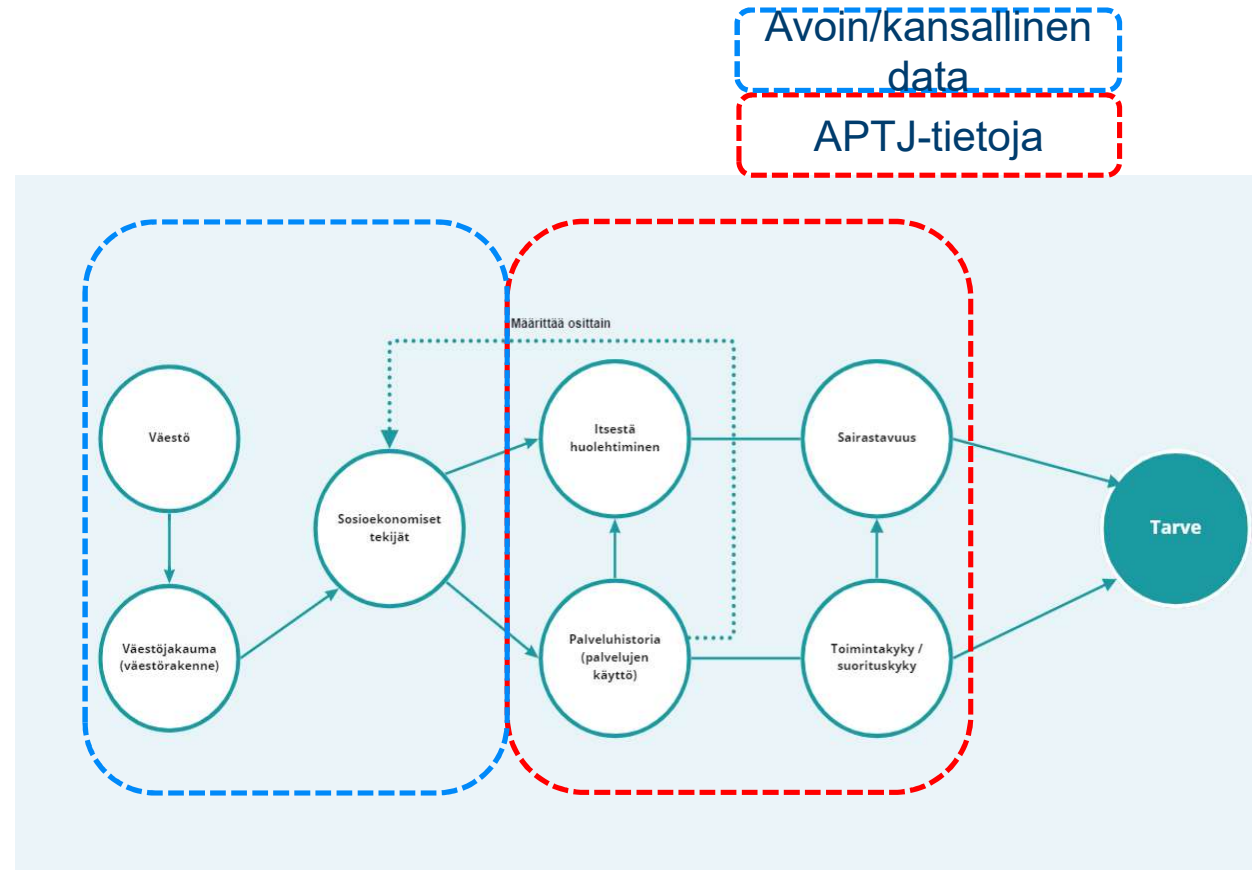 Avoin/kansallinen
data
APTJ-tietoja
Määrittää osittain
Väestö
Itsestä
huolehtiminen
Sairastavuus
Sosioekonomiset
tekijät
Tarve
Väestöjakauma
(väestörakenne)
Palveluhistoria
(palvelujen
käyttö)
Toimintakyky /
suorituskyky